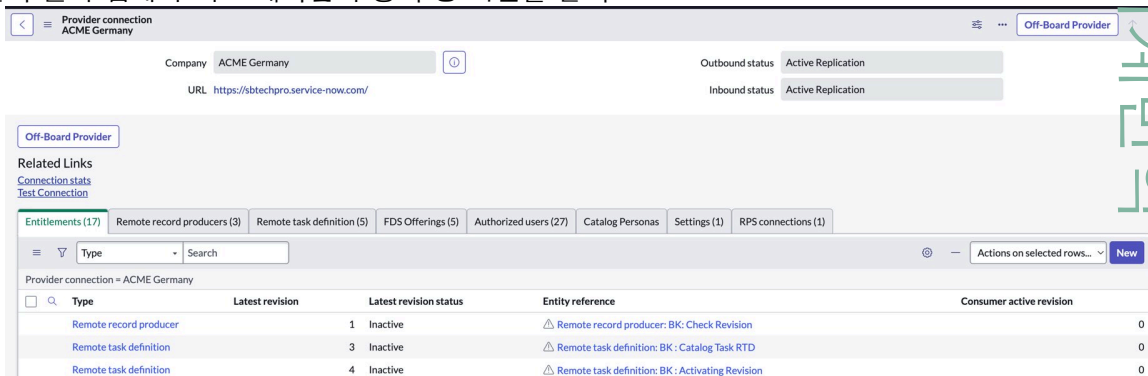 Provider connection
ACME Germany
Off-Board Provider
Company ACME Germany
Outbound status Active Replication
URL https://sbtechpro.service-now.com/
Inbound status Active Replication
Off-Board Provider
Related Links
Connection stats
Test Connection
Entitlements (17) Remote record producers (3) Remote task definition (5) FDS Offerings (5) Authorized users (27) Catalog Personas Settings (1) RPS connections (1)
Type Search Actions on selected rows... New
Provider connection = ACME Germany
Type Latest revision Latest revision status Entity reference Consumer active revision
Remote record producer 1 Inactive Remote record producer: BK: Check Revision 0
Remote task definition 3 Inactive Remote task definition: BK : Catalog Task RTD 0
Remote task definition 4 Inactive Remote task definition: BK : Activating Revision 0